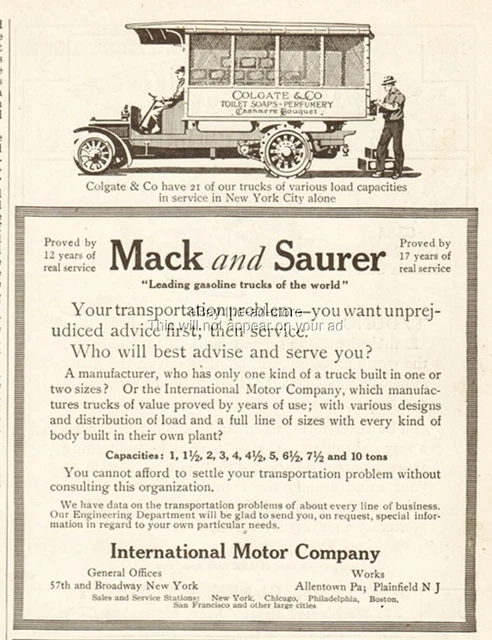 COLGATE & CO
TOILET SOAPS - PERFUMERY
Cashmere Bouquet
Colgate & Co have 21 of our trucks of various load capacities
in service in New York City alone
Proved by
12 years of
real service
Mack and Saurer
Proved by
17 years of
real service
"Leading gasoline trucks of the world"
Your transportation problem—you want unprej-
udiced advice first; then service.
This will not appear on your ad
Who will best advise and serve you?
A manufacturer, who has only one kind of a truck built in one or
two sizes? Or the International Motor Company, which manufac-
tures trucks of value proved by years of use; with various designs
and distribution of load and a full line of sizes with every kind of
body built in their own plant?
Capacities: 1, 1½, 2, 3, 4, 4½, 5, 6½, 7½ and 10 tons
You cannot afford to settle your transportation problem without
consulting this organization.
We have data on the transportation problems of about every line of business.
Our Engineering Department will be glad to send you, on request, special infor-
mation in regard to your own particular needs.
International Motor Company
General Offices
57th and Broadway New York
Works
Allentown Pa; Plainfield N J
Sales and Service Stations: New York, Chicago, Philadelphia, Boston,
San Francisco and other large cities